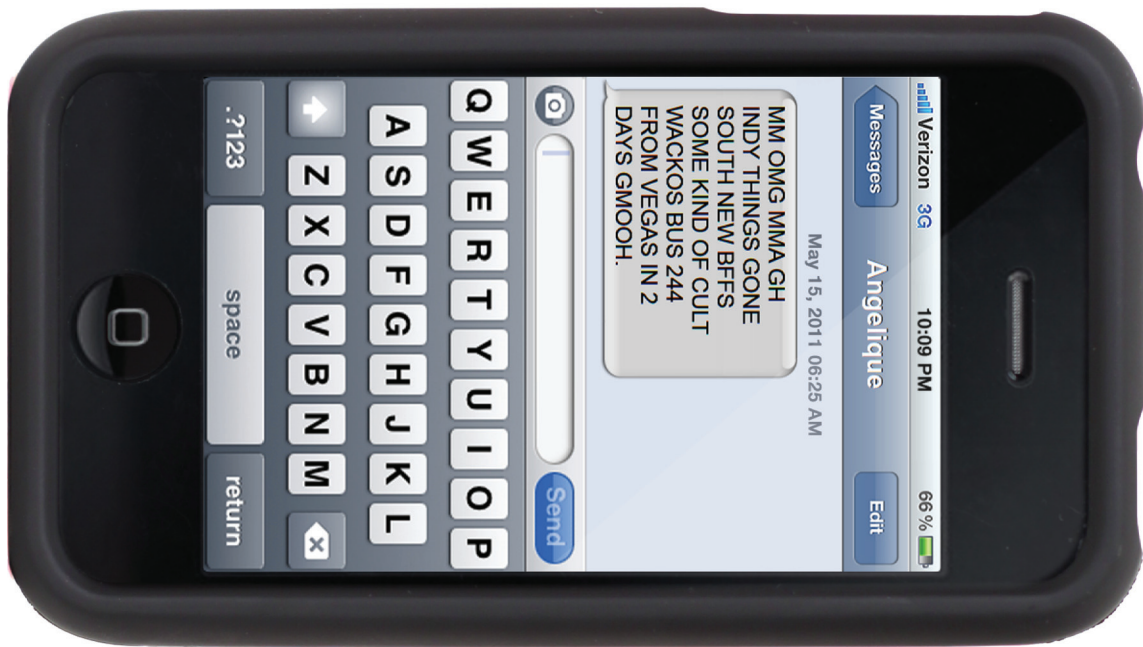 Verizon 3G 10:09 PM 66%
Messages Angelique Edit
May 15, 2011 06:25 AM
MM OMG MMA GH
INDY THINGS GONE
SOUTH NEW BFFS
SOME KIND OF CULT
WACKOS BUS 244
FROM VEGAS IN 2
DAYS GMOOH.
Send
Q W E R T Y U I O P
A S D F G H J K L
Z X C V B N M
.?123 space return